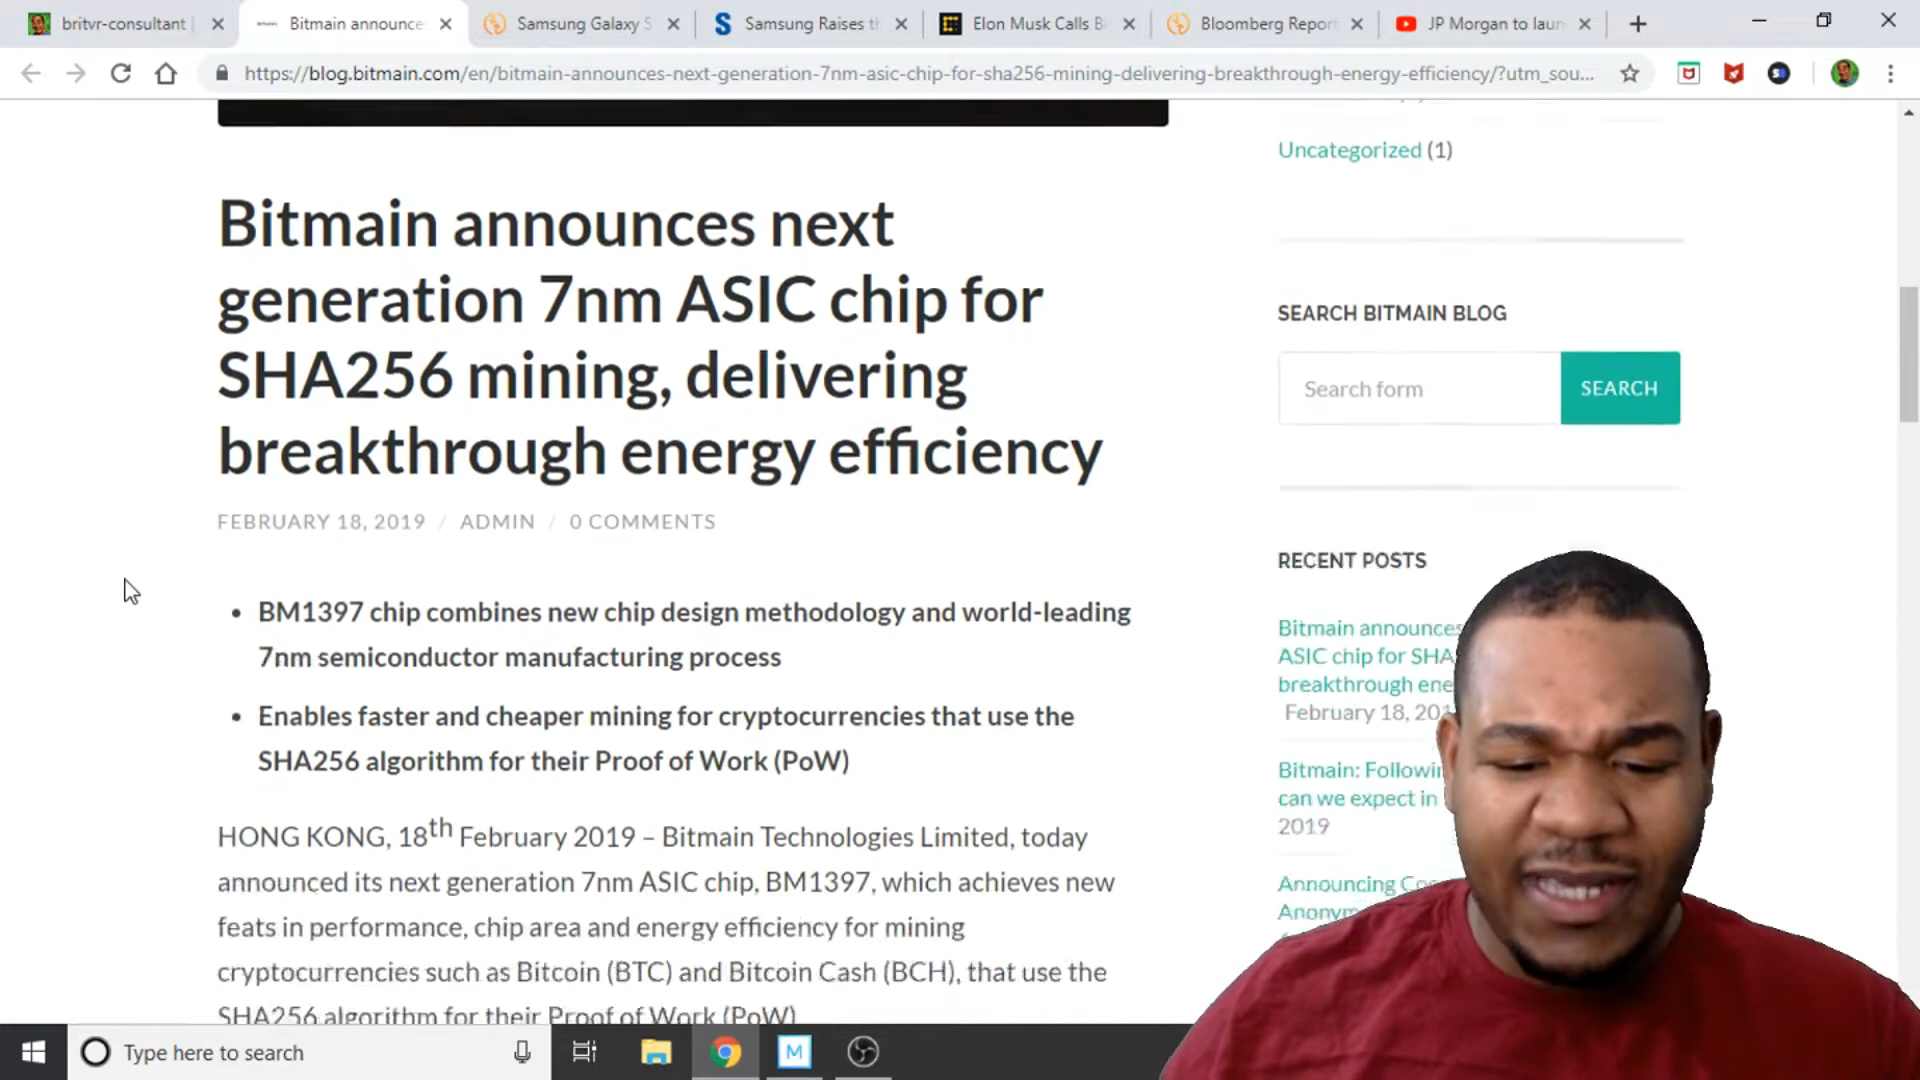 britvr-consultant
Bitmain announce
Samsung Galaxy S
Samsung Raises th
Elon Musk Calls Bi
Bloomberg Report
JP Morgan to laun
https://blog.bitmain.com/en/bitmain-announces-next-generation-7nm-asic-chip-for-sha256-mining-delivering-breakthrough-energy-efficiency/?utm_sou...
Uncategorized (1)
Bitmain announces next
generation 7nm ASIC chip for
SHA256 mining, delivering
breakthrough energy efficiency
FEBRUARY 18, 2019 / ADMIN / 0 COMMENTS
• BM1397 chip combines new chip design methodology and world-leading
7nm semiconductor manufacturing process
• Enables faster and cheaper mining for cryptocurrencies that use the
SHA256 algorithm for their Proof of Work (PoW)
HONG KONG, 18th February 2019 – Bitmain Technologies Limited, today
announced its next generation 7nm ASIC chip, BM1397, which achieves new
feats in performance, chip area and energy efficiency for mining
cryptocurrencies such as Bitcoin (BTC) and Bitcoin Cash (BCH), that use the
SHA256 algorithm for their Proof of Work (PoW)
SEARCH BITMAIN BLOG
Search form
SEARCH
RECENT POSTS
Bitmain announces
ASIC chip for SHA
breakthrough ene
February 18, 201
Bitmain: Followin
can we expect in
2019
Announcing Co
Anonym
Type here to search
M